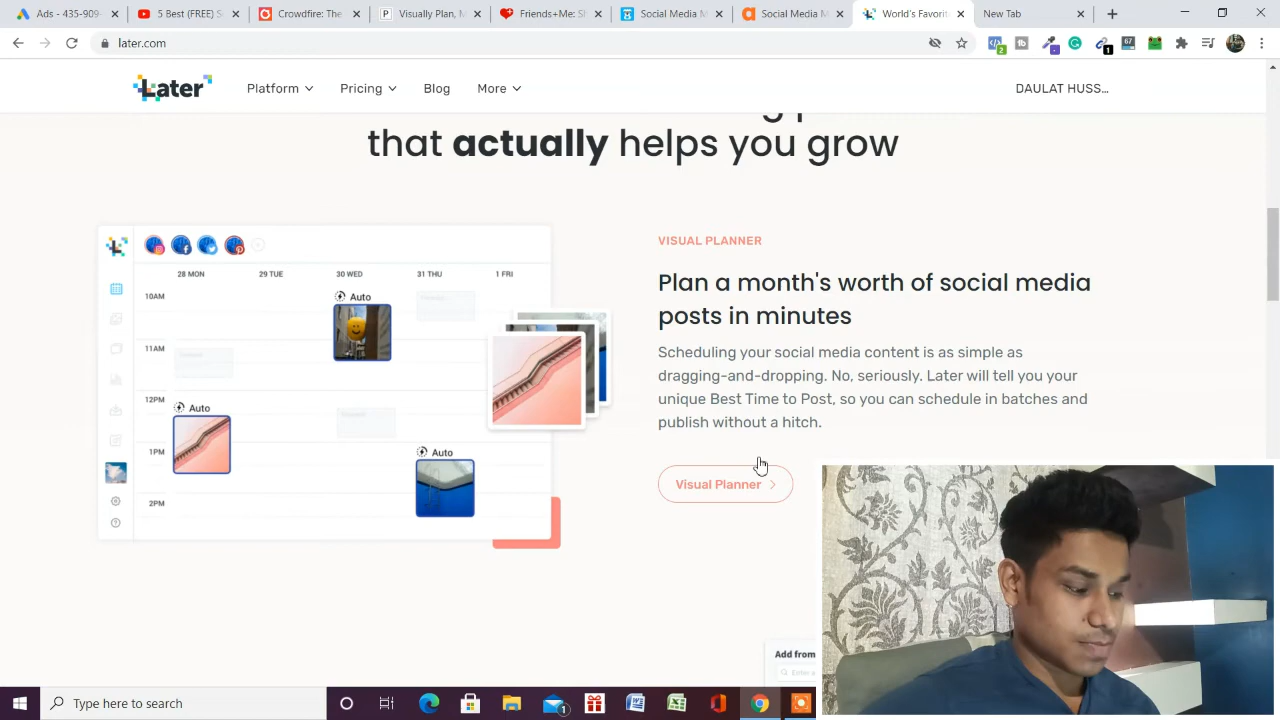 Ads - 435-909-
5 Best (FREE) S
Crowdfire: The
Visually Plan, M
Friends+Me: Sh
Social Media M
Social Media M
World's Favorit
New Tab
later.com
2
1
67
Later
Platform
Pricing
Blog
More
DAULAT HUSS...
that actually helps you grow
28 MON
29 TUE
30 WED
31 THU
1 FRI
10AM
11AM
12PM
1PM
2PM
Auto
Auto
Auto
VISUAL PLANNER
Plan a month's worth of social media
posts in minutes
Scheduling your social media content is as simple as
dragging-and-dropping. No, seriously. Later will tell you your
unique Best Time to Post, so you can schedule in batches and
publish without a hitch.
Visual Planner
Add from
Type here to search
1